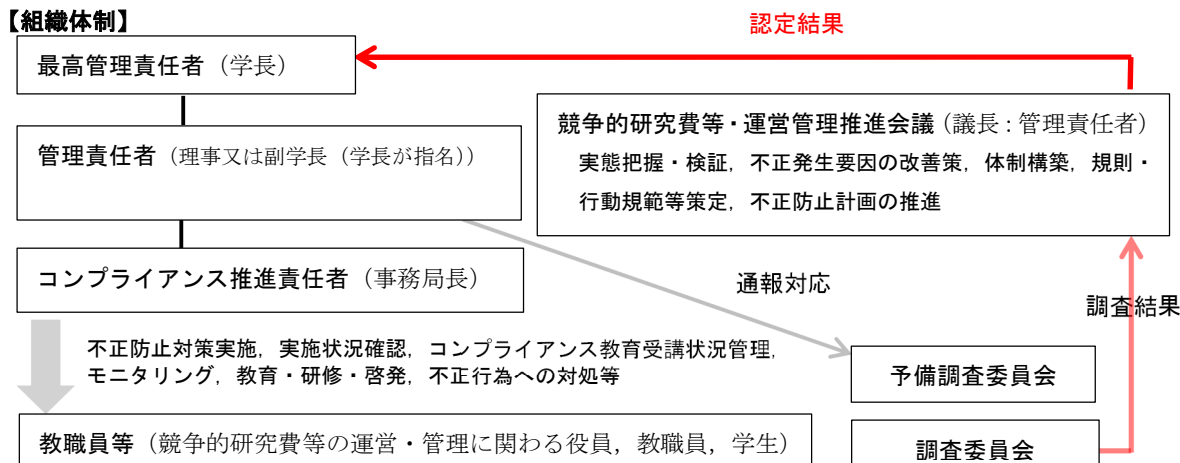 【組織体制】
認定結果
最高管理責任者（学長）
管理責任者（理事又は副学長（学長が指名））
競争的研究費等・運営管理推進会議（議長：管理責任者）
実態把握・検証，不正発生要因の改善策，体制構築，規則・
行動規範等策定，不正防止計画の推進
コンプライアンス推進責任者（事務局長）
通報対応
調査結果
不正防止対策実施，実施状況確認，コンプライアンス教育受講状況管理，
モニタリング，教育・研修・啓発，不正行為への対処等
予備調査委員会
教職員等（競争的研究費等の運営・管理に関わる役員，教職員，学生）
調査委員会